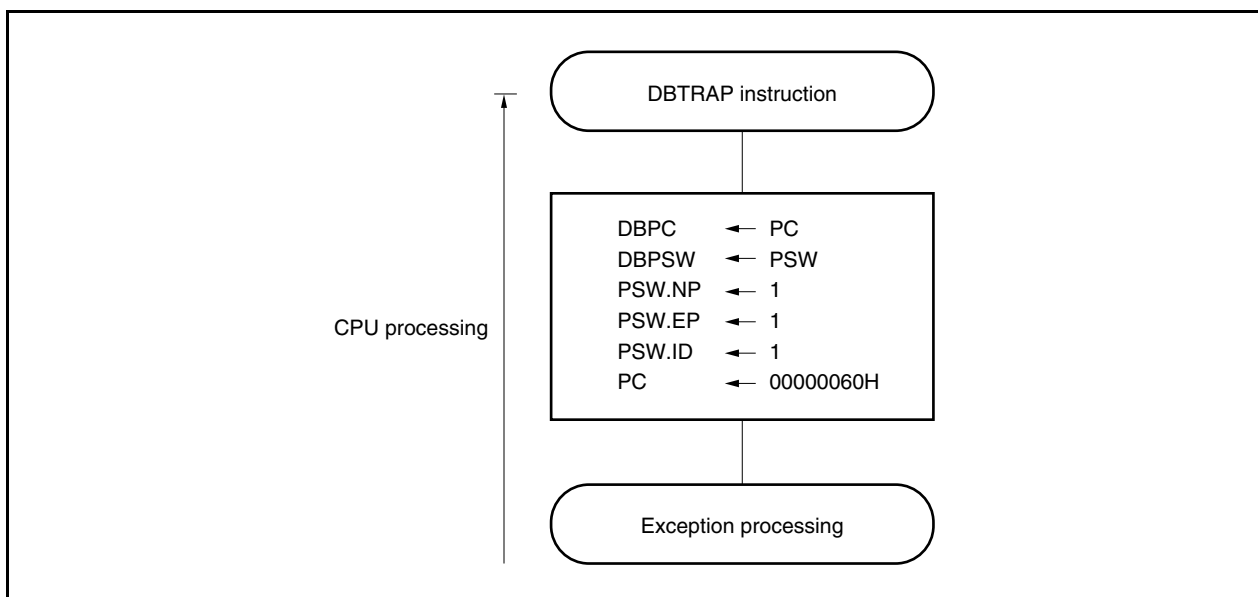 DBTRAP instruction
DBPC ← PC
DBPSW ← PSW
PSW.NP ← 1
PSW.EP ← 1
PSW.ID ← 1
PC ← 00000060H
CPU processing
Exception processing